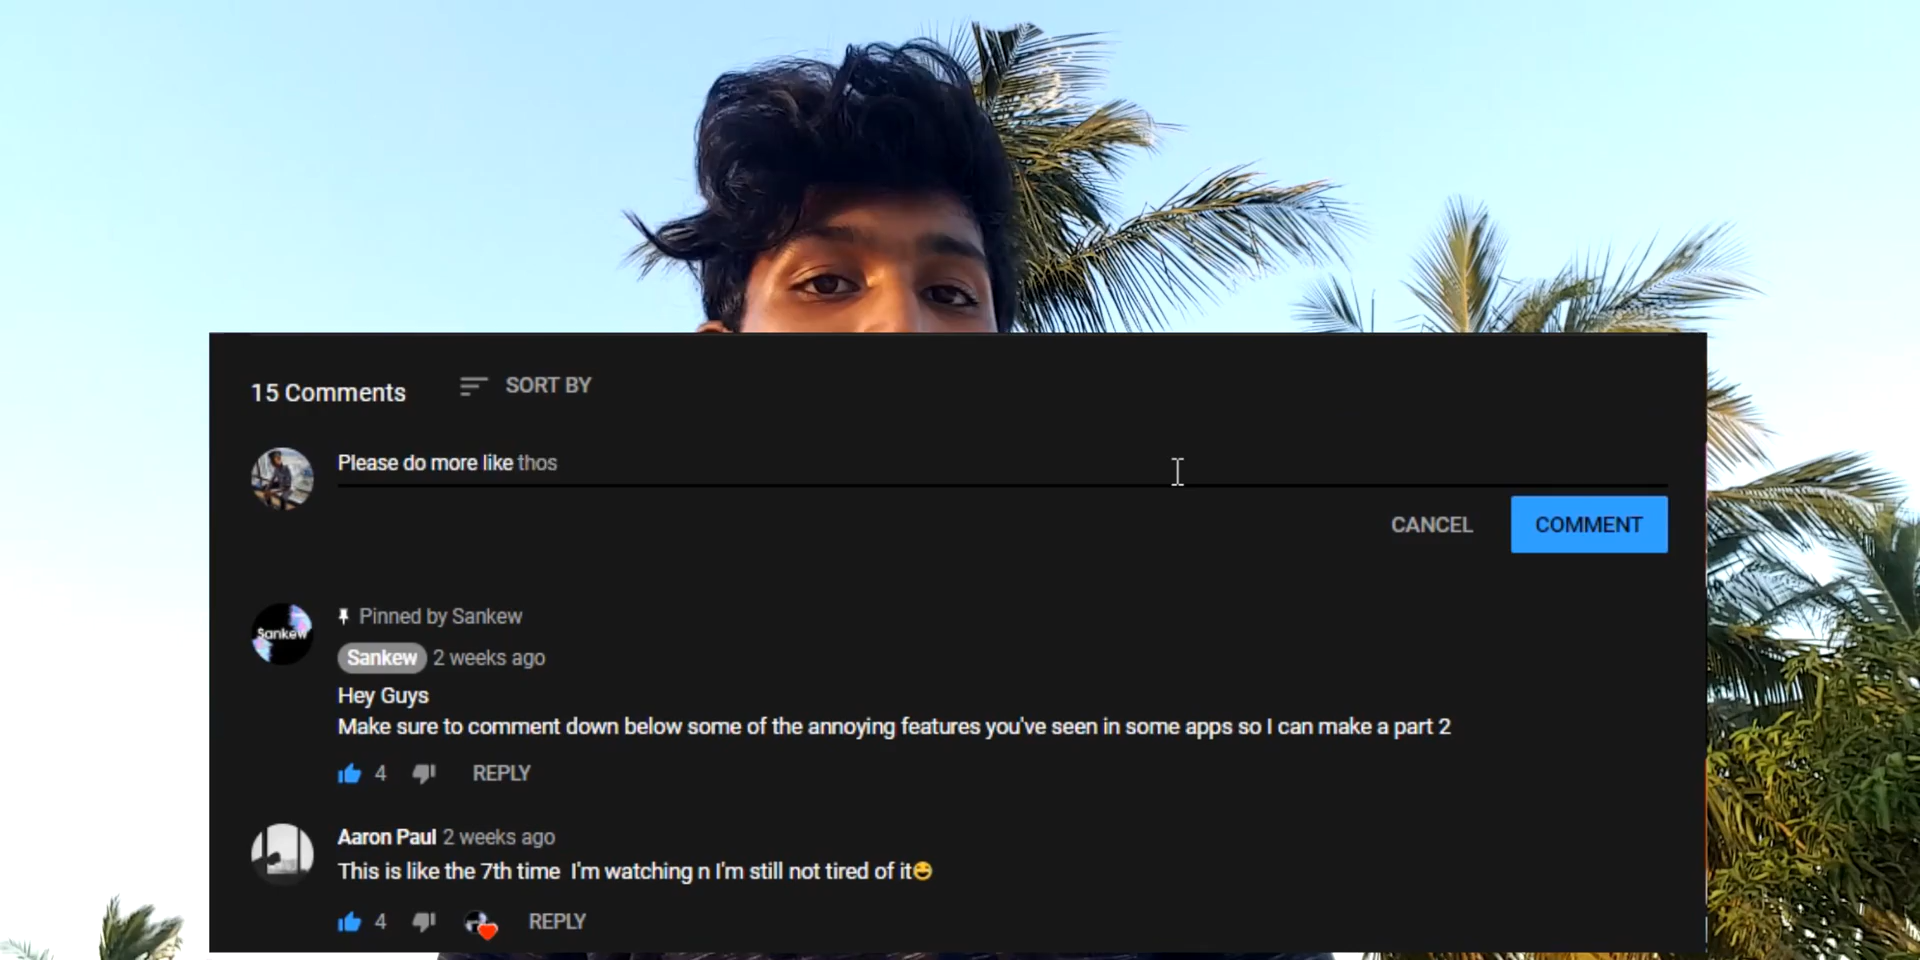 15 Comments
SORT BY
Please do more like thos
CANCEL
COMMENT
Sankew
Pinned by Sankew
Sankew 2 weeks ago
Hey Guys
Make sure to comment down below some of the annoying features you've seen in some apps so I can make a part 2
4
REPLY
Aaron Paul 2 weeks ago
This is like the 7th time I'm watching n I'm still not tired of it😄
4
REPLY